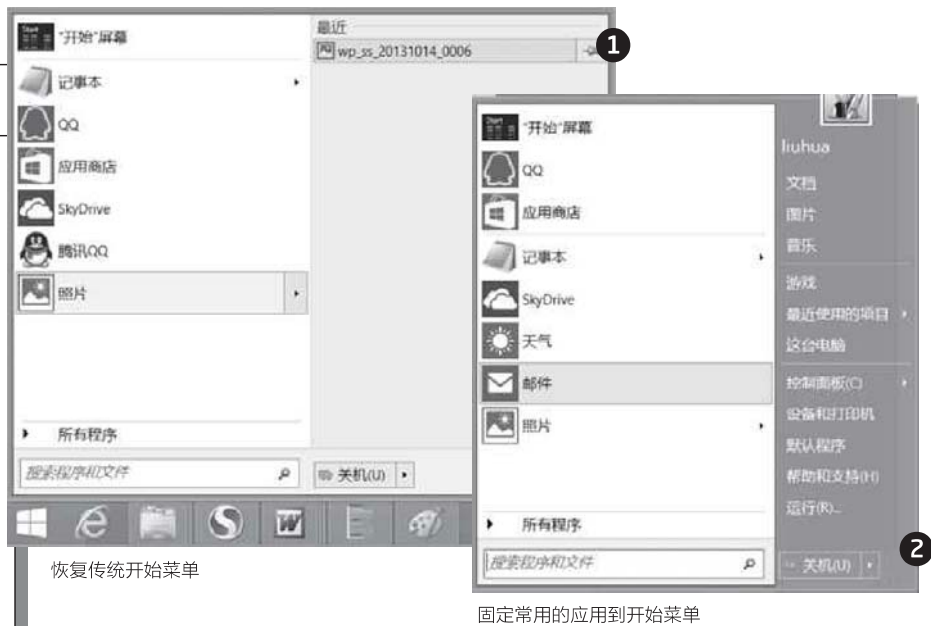 "开始"屏幕
记事本
QQ
应用商店
SkyDrive
腾讯QQ
照片
所有程序
搜索程序和文件
最近
wp_ss_20131014_0006
关机(U)
1
恢复传统开始菜单
"开始"屏幕
QQ
应用商店
记事本
SkyDrive
天气
邮件
照片
所有程序
搜索程序和文件
liuhua
文档
图片
音乐
游戏
最近使用的项目
这台电脑
控制面板(C)
设备和打印机
默认程序
帮助和支持(H)
运行(R)...
关机(U)
2
固定常用的应用到开始菜单